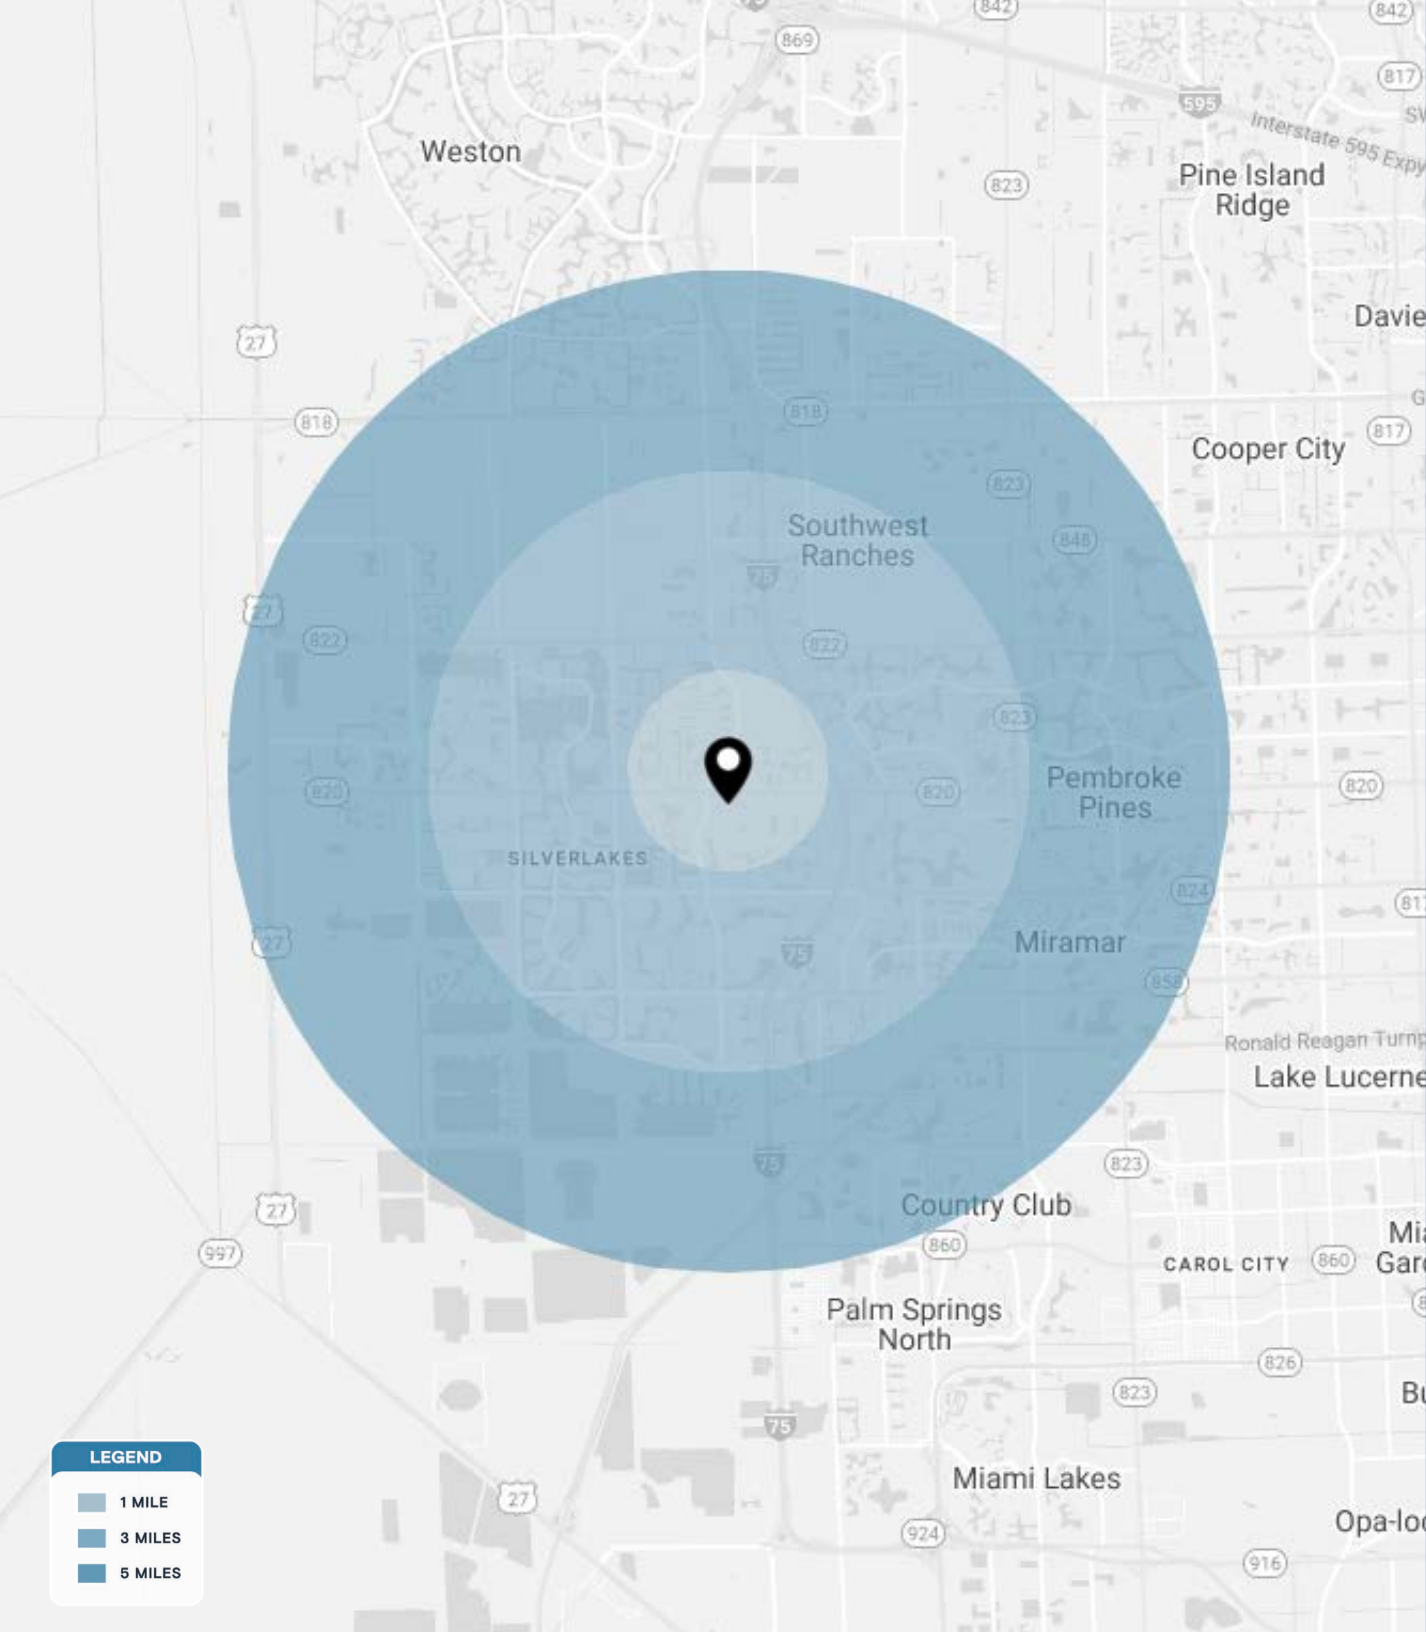 842
842
869
817
595
Interstate 595 Expy
Weston
823
Pine Island
Ridge
Davie
27
818
818
817
Cooper City
823
Southwest
Ranches
848
75
27
822
822
823
820
820
Pembroke
Pines
820
SILVERLAKES
824
817
27
75
Miramar
858
Ronald Reagan Turnp
Lake Lucerne
75
823
27
Country Club
860
997
CAROL CITY
860
Palm Springs
North
826
823
75
Miami Lakes
27
924
916
LEGEND
1 MILE
3 MILES
5 MILES